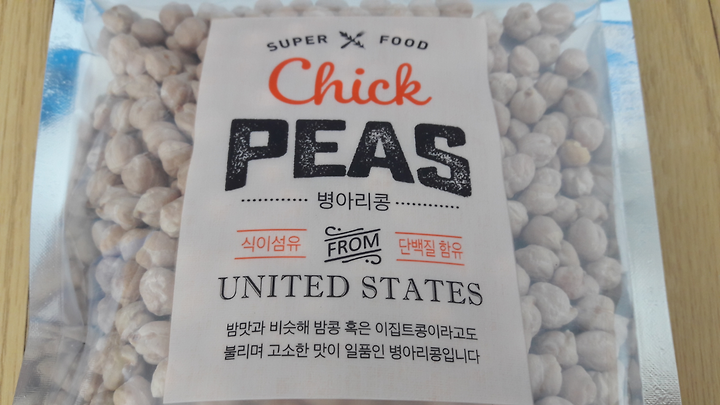 SUPER FOOD
Chick
PEAS
병아리콩
식이섬유 FROM 단백질 함유
UNITED STATES
밤맛과 비슷해 밤콩 혹은 이집트콩이라고도
불리며 고소한 맛이 일품인 병아리콩입니다